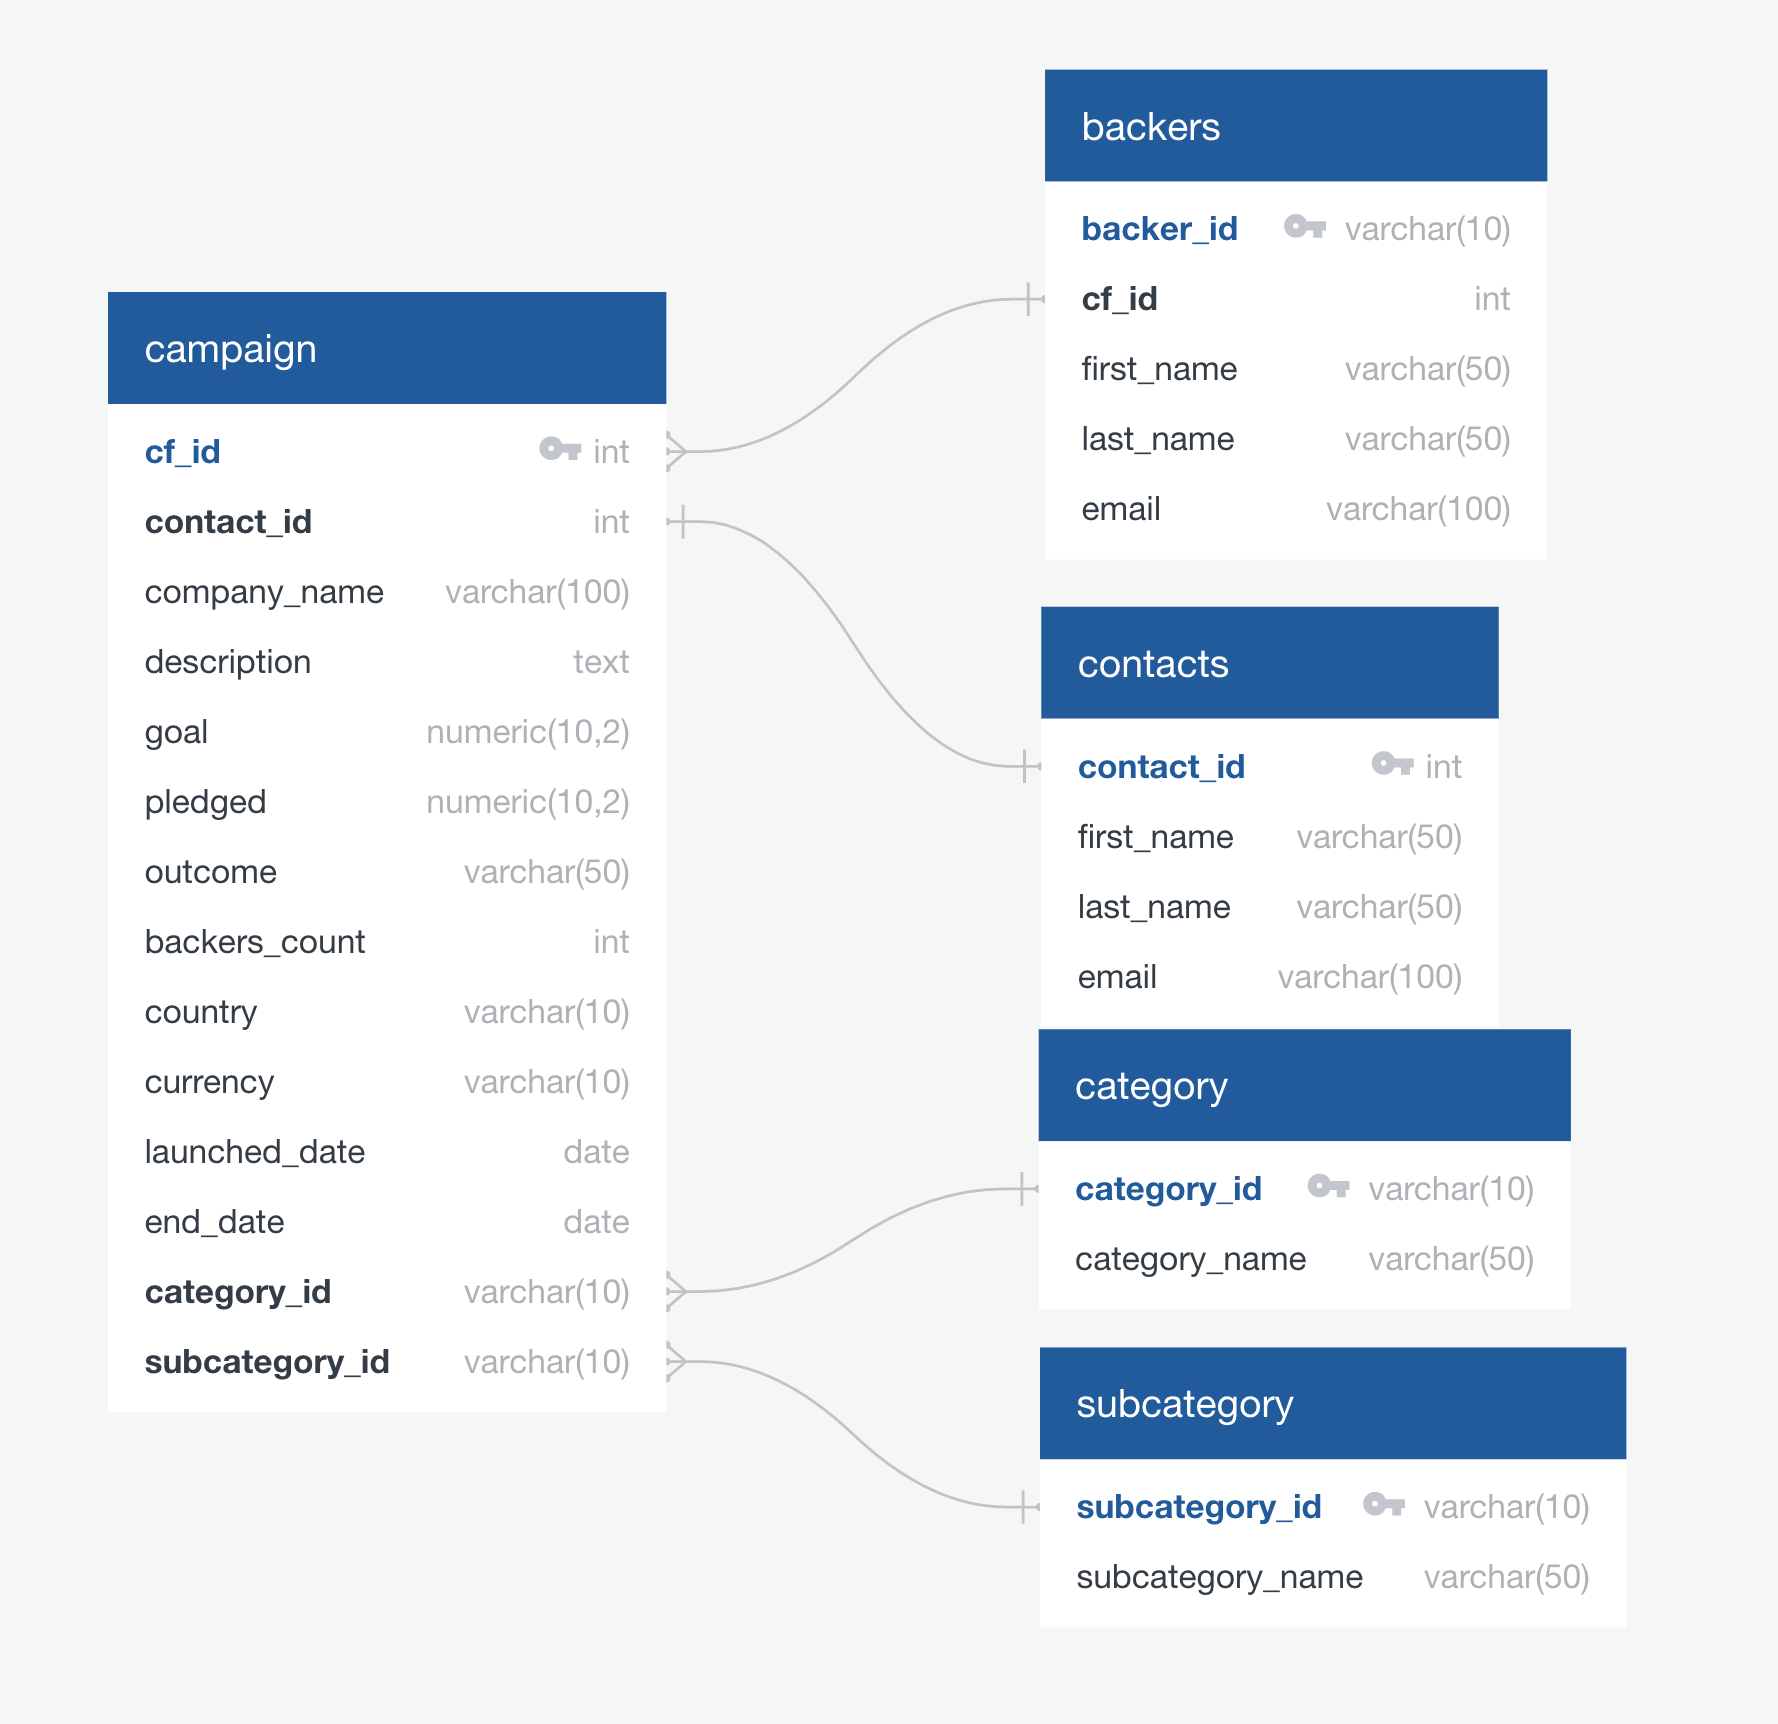 campaign
cf_id int
contact_id int
company_name varchar(100)
description text
goal numeric(10,2)
pledged numeric(10,2)
outcome varchar(50)
backers_count int
country varchar(10)
currency varchar(10)
launched_date date
end_date date
category_id varchar(10)
subcategory_id varchar(10)
backers
backer_id varchar(10)
cf_id int
first_name varchar(50)
last_name varchar(50)
email varchar(100)
contacts
contact_id int
first_name varchar(50)
last_name varchar(50)
email varchar(100)
category
category_id varchar(10)
category_name varchar(50)
subcategory
subcategory_id varchar(10)
subcategory_name varchar(50)